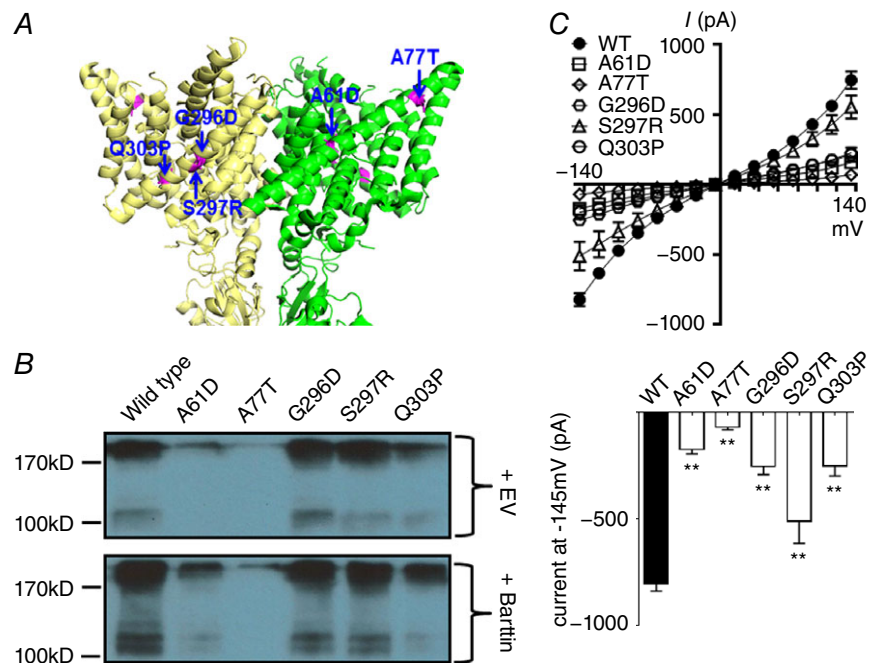 A
A77T
A61D
G296D
Q303P
S297R
B
Wild type
A61D
A77T
G296D
S297R
Q303P
170kD
100kD
+ EV
170kD
100kD
+ Barttin
C
I (pA)
WT
A61D
A77T
G296D
S297R
Q303P
1000
500
−140
140
mV
−500
−1000
WT
A61D
A77T
G296D
S297R
Q303P
current at -145mV (pA)
−500
−1000
**
**
**
**
**